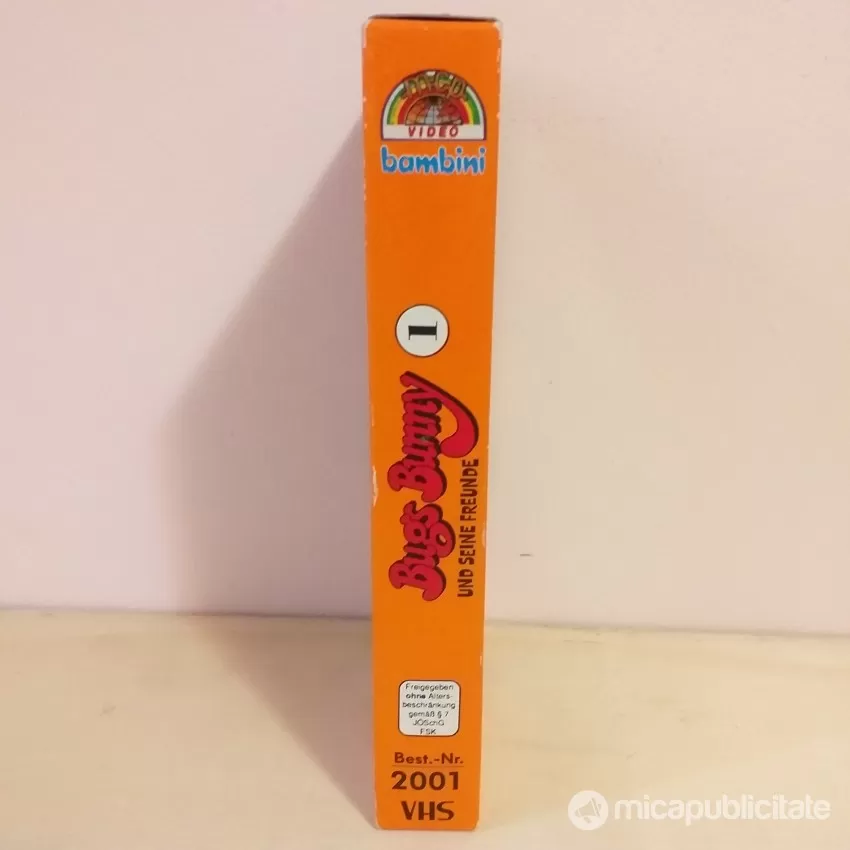 VIDEO
bambini
1
Bugs Bunny
UND SEINE FREUNDE
Freigegeben
ohne Alters-
beschränkung
gemäß § 7
JÖSchG
FSK
Best.-Nr.
2001
VHS
micapublicitate